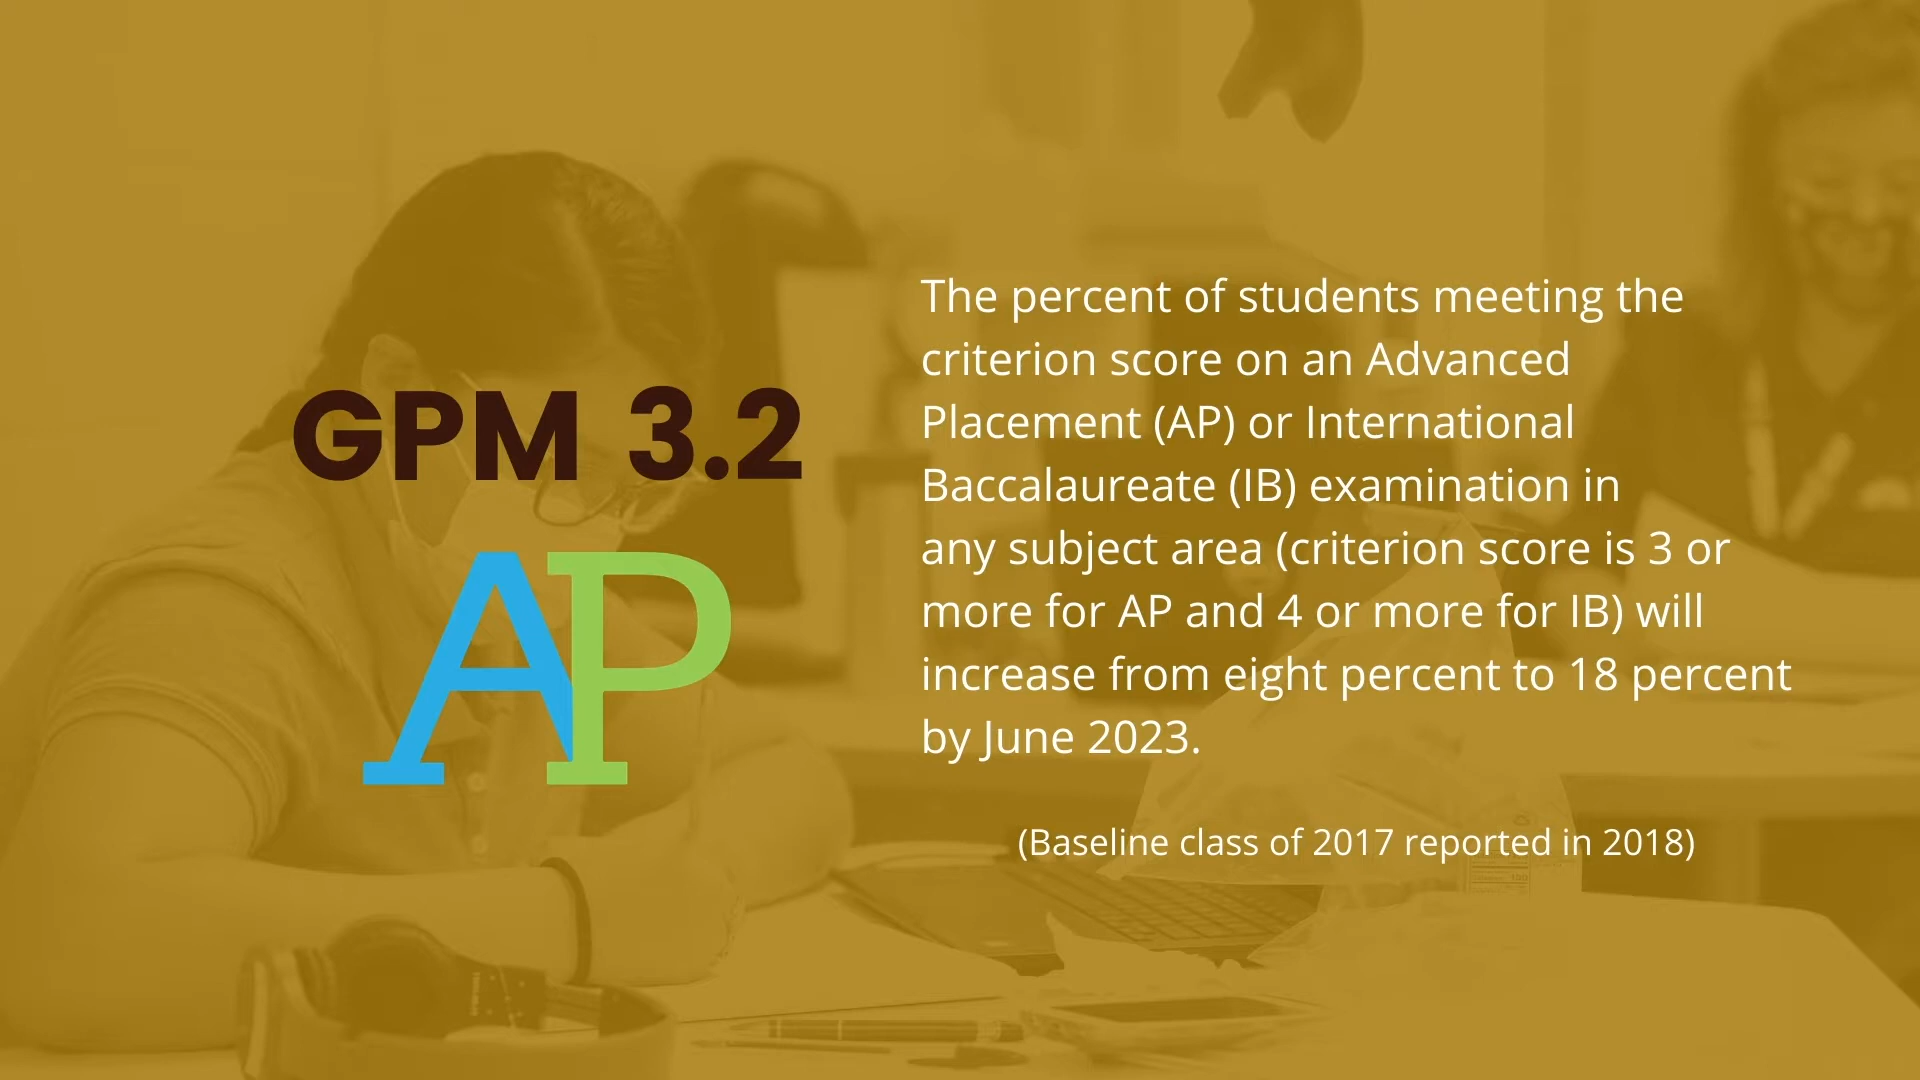 GPM 3.2
AP
The percent of students meeting the
criterion score on an Advanced
Placement (AP) or International
Baccalaureate (IB) examination in
any subject area (criterion score is 3 or
more for AP and 4 or more for IB) will
increase from eight percent to 18 percent
by June 2023.
(Baseline class of 2017 reported in 2018)